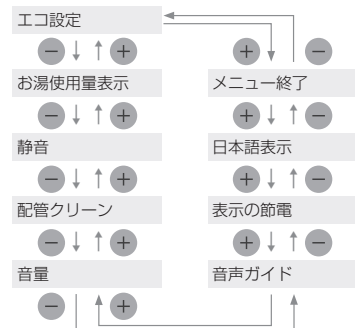 エコ設定
− ↓ ↑ +
+ −
お湯使用量表示
メニュー終了
− ↓ ↑ +
+ ↓ ↑ −
静音
日本語表示
− ↓ ↑ +
+ ↓ ↑ −
配管クリーン
表示の節電
− ↓ ↑ +
+ ↓ ↑ −
音量
音声ガイド
− +